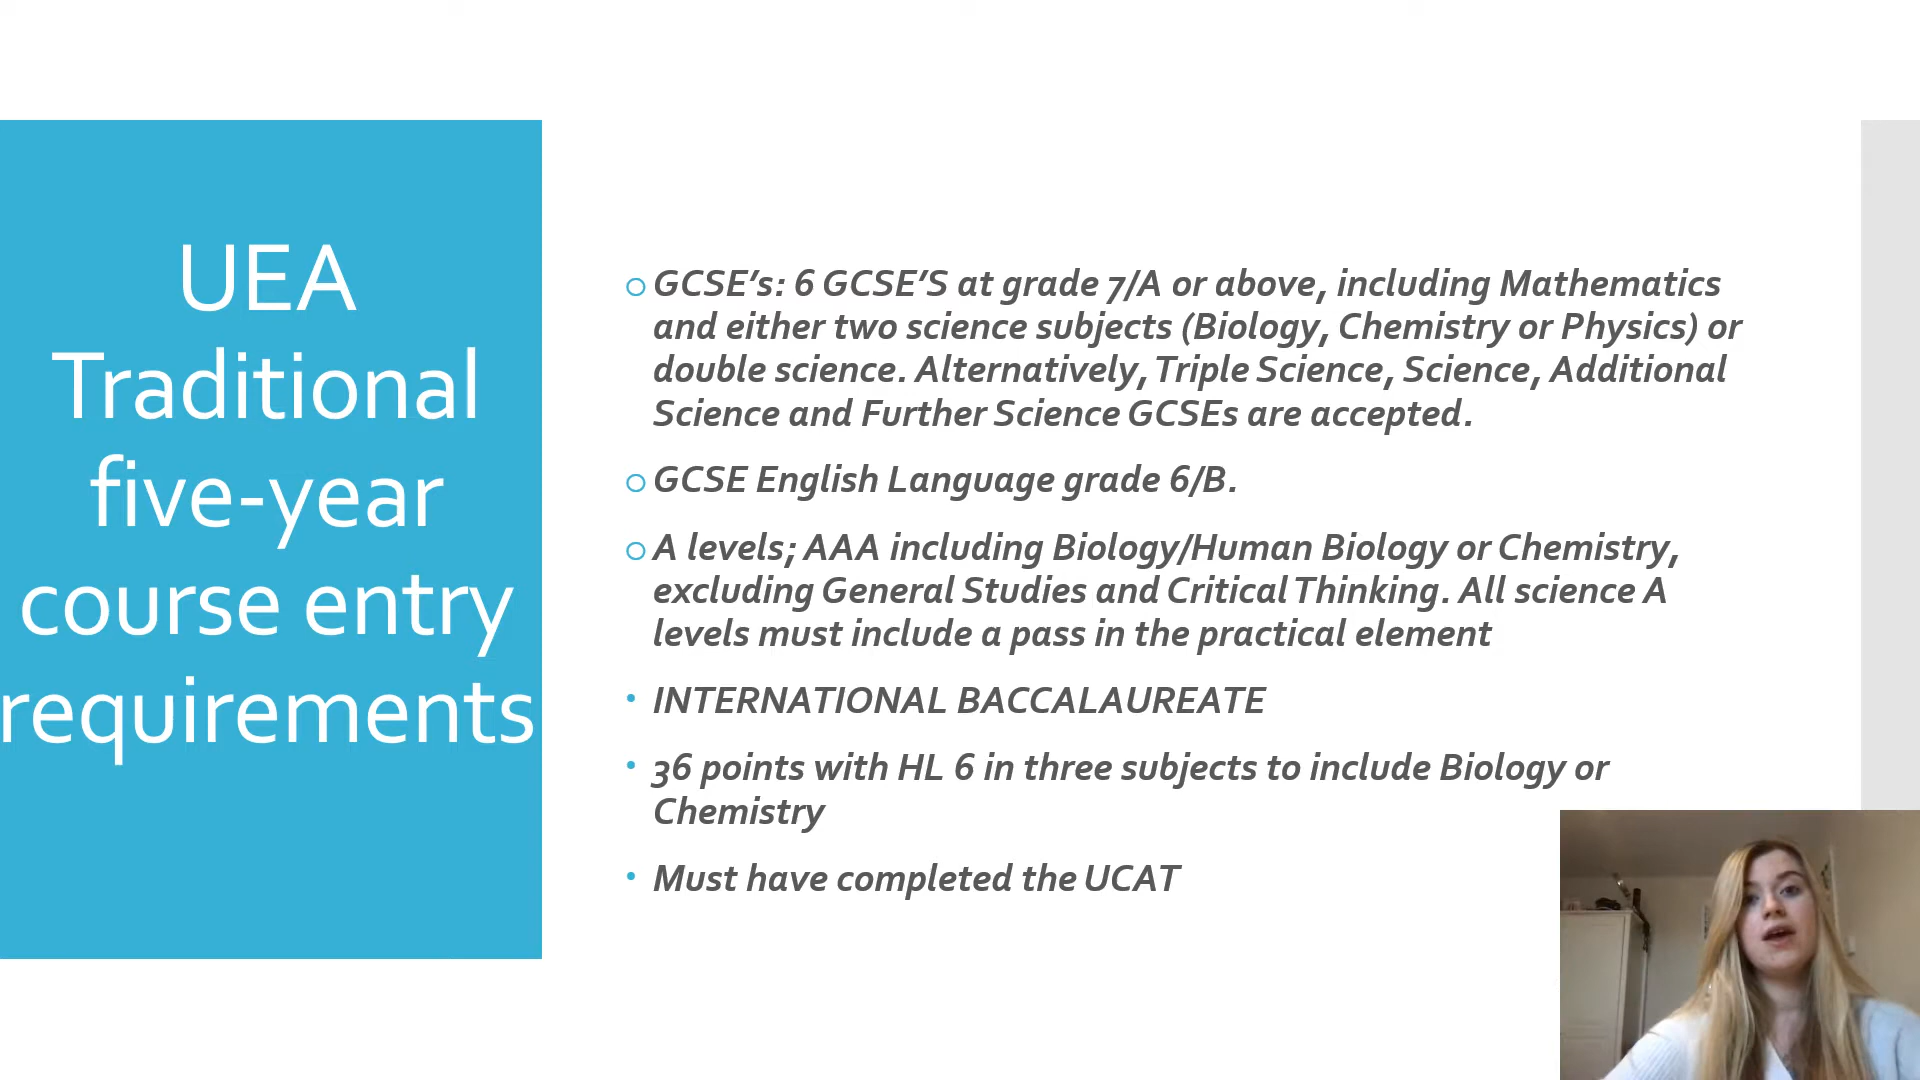 UEA
Traditional
five-year
course entry
requirements
GCSE’s: 6 GCSE’S at grade 7/A or above, including Mathematics
and either two science subjects (Biology, Chemistry or Physics) or
double science. Alternatively, Triple Science, Science, Additional
Science and Further Science GCSEs are accepted.
GCSE English Language grade 6/B.
A levels; AAA including Biology/Human Biology or Chemistry,
excluding General Studies and Critical Thinking. All science A
levels must include a pass in the practical element
INTERNATIONAL BACCALAUREATE
36 points with HL 6 in three subjects to include Biology or
Chemistry
Must have completed the UCAT